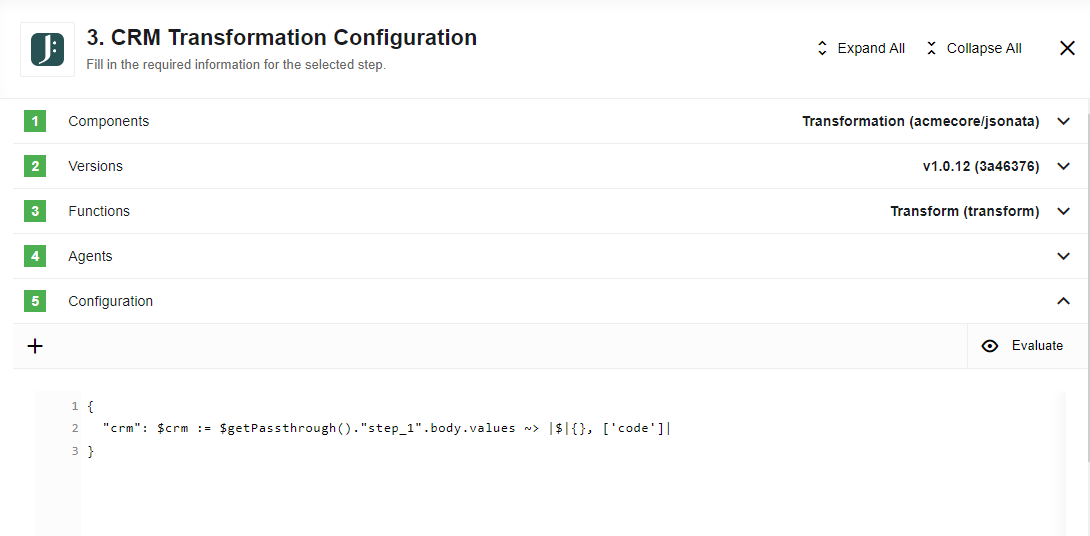 3. CRM Transformation Configuration
Fill in the required information for the selected step.
Expand All
Collapse All
1 Components Transformation (acmecore/jsonata)
2 Versions v1.0.12 (3a46376)
3 Functions Transform (transform)
4 Agents
5 Configuration
+ Evaluate
1 {
2 "crm": $crm := $getPassthrough()."step_1".body.values ~> |$|{}, ['code']|
3 }